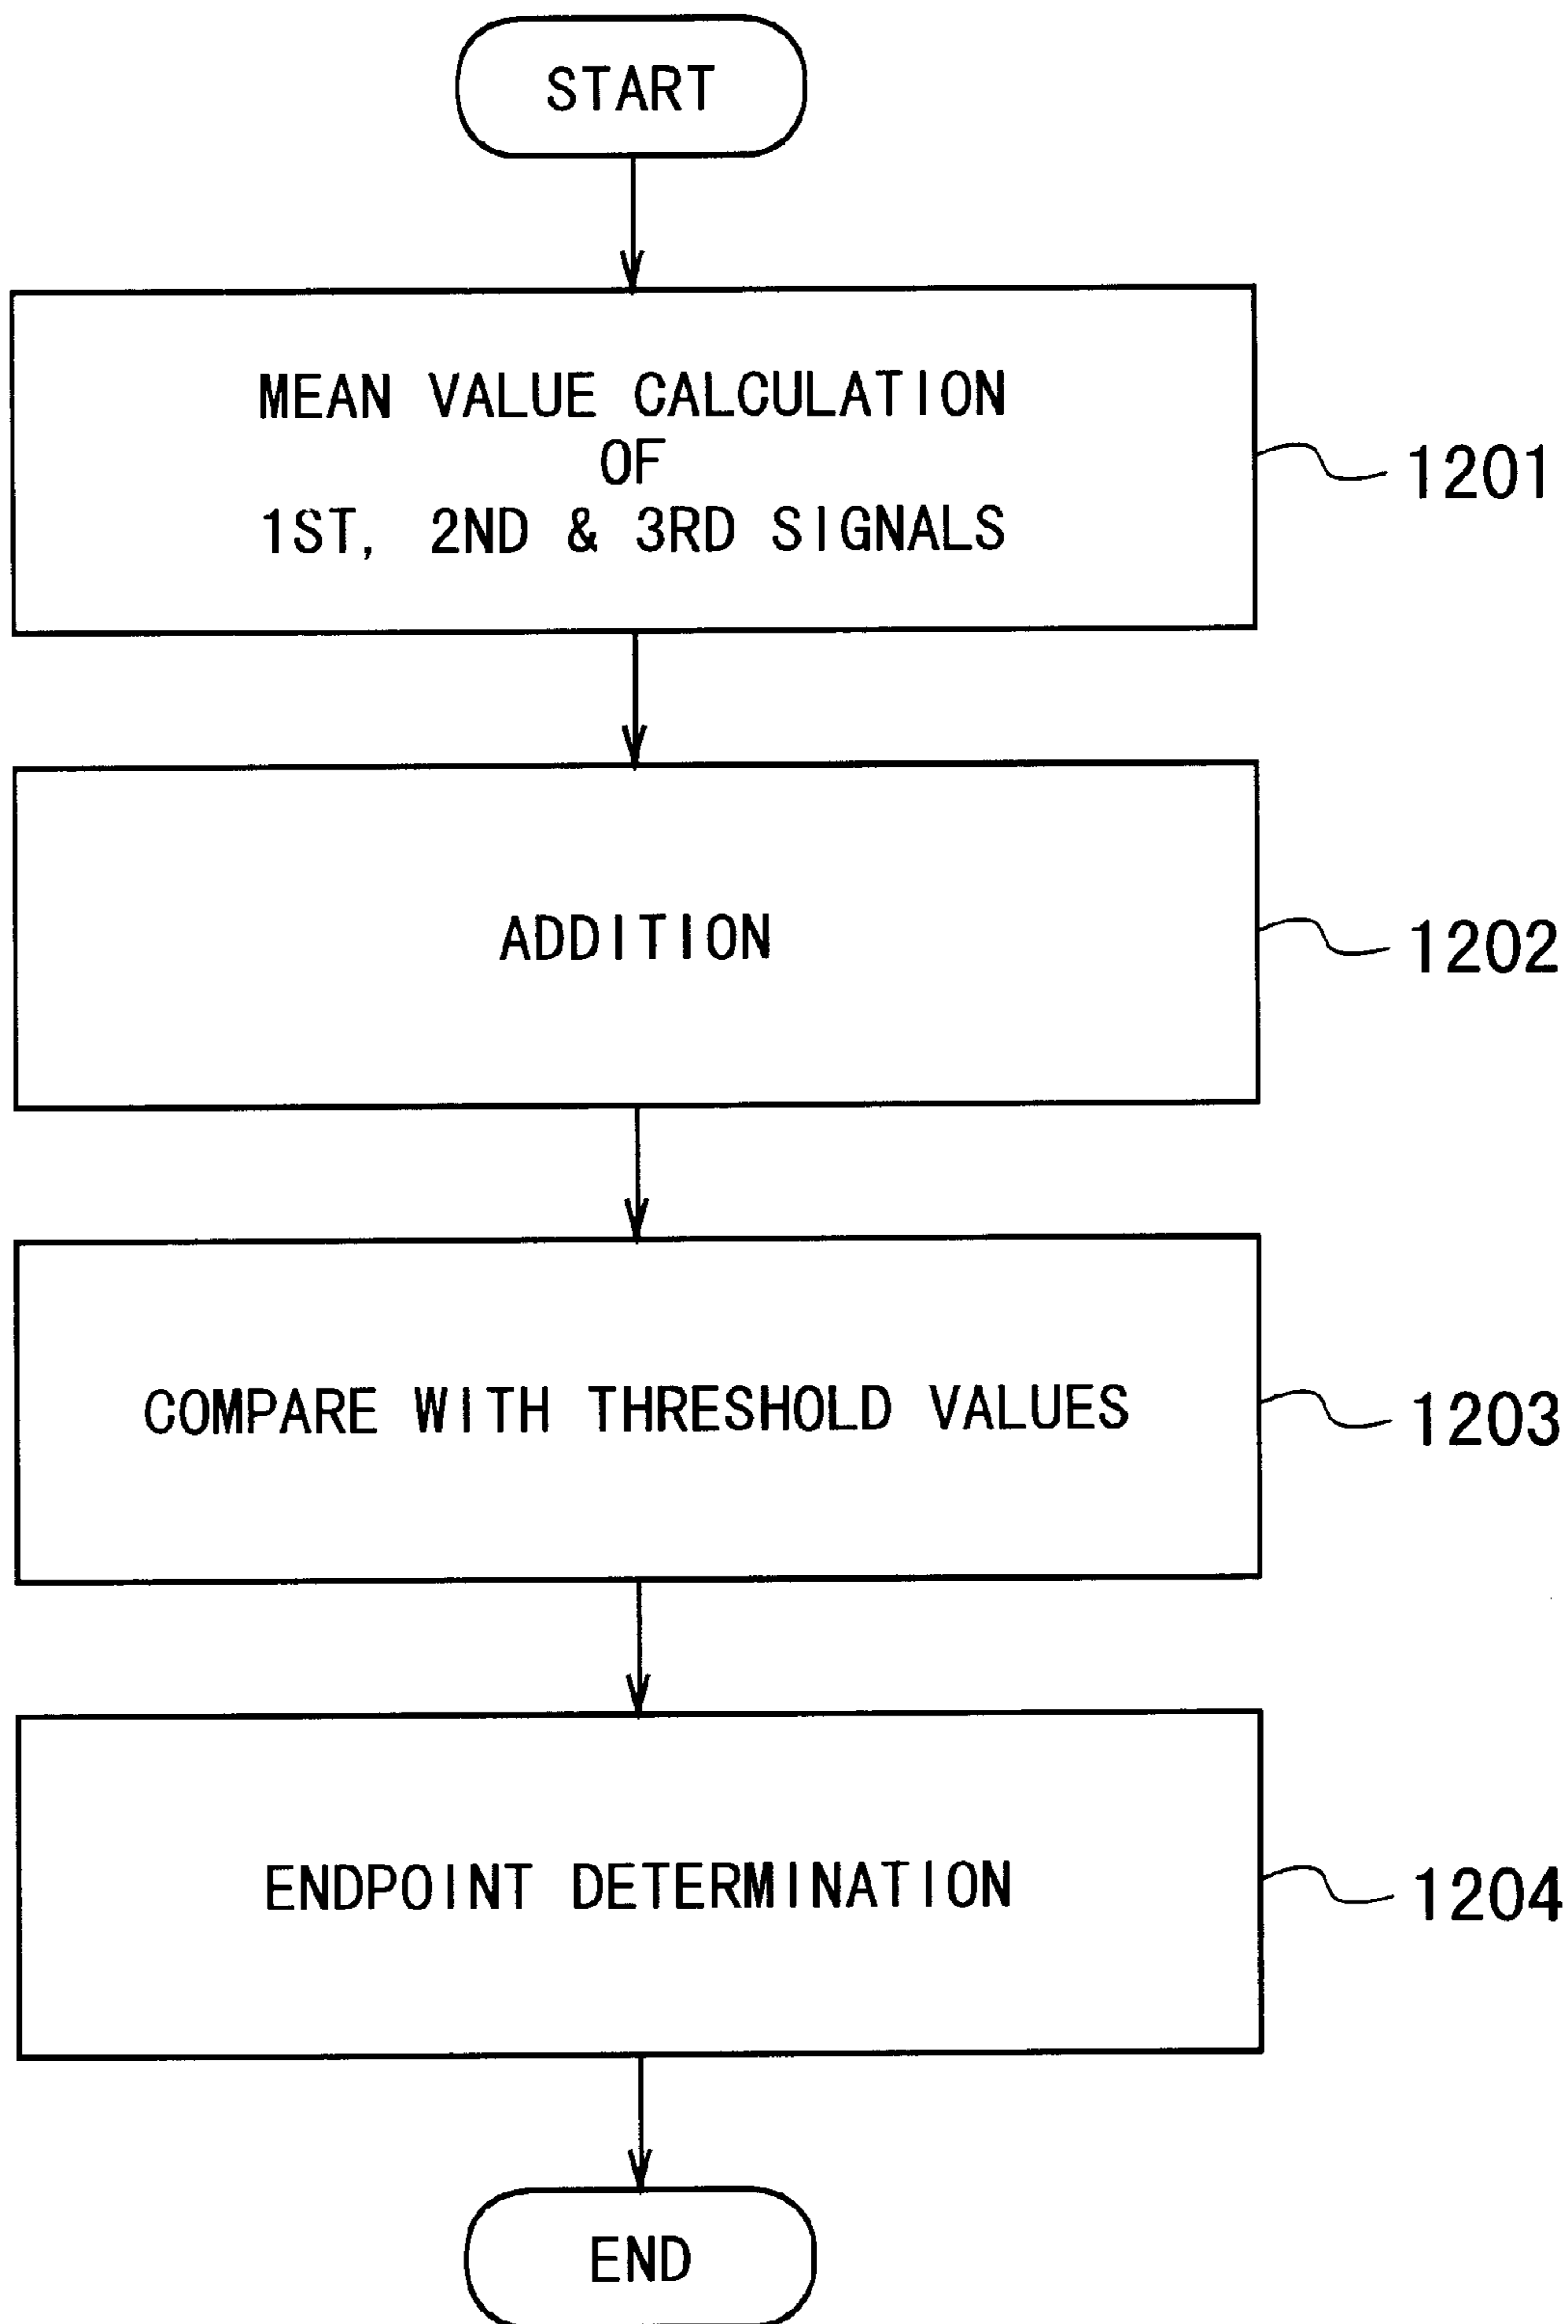 START
MEAN VALUE CALCULATION
OF
1ST, 2ND & 3RD SIGNALS
1201
ADDITION
1202
COMPARE WITH THRESHOLD VALUES
1203
ENDPOINT DETERMINATION
1204
END